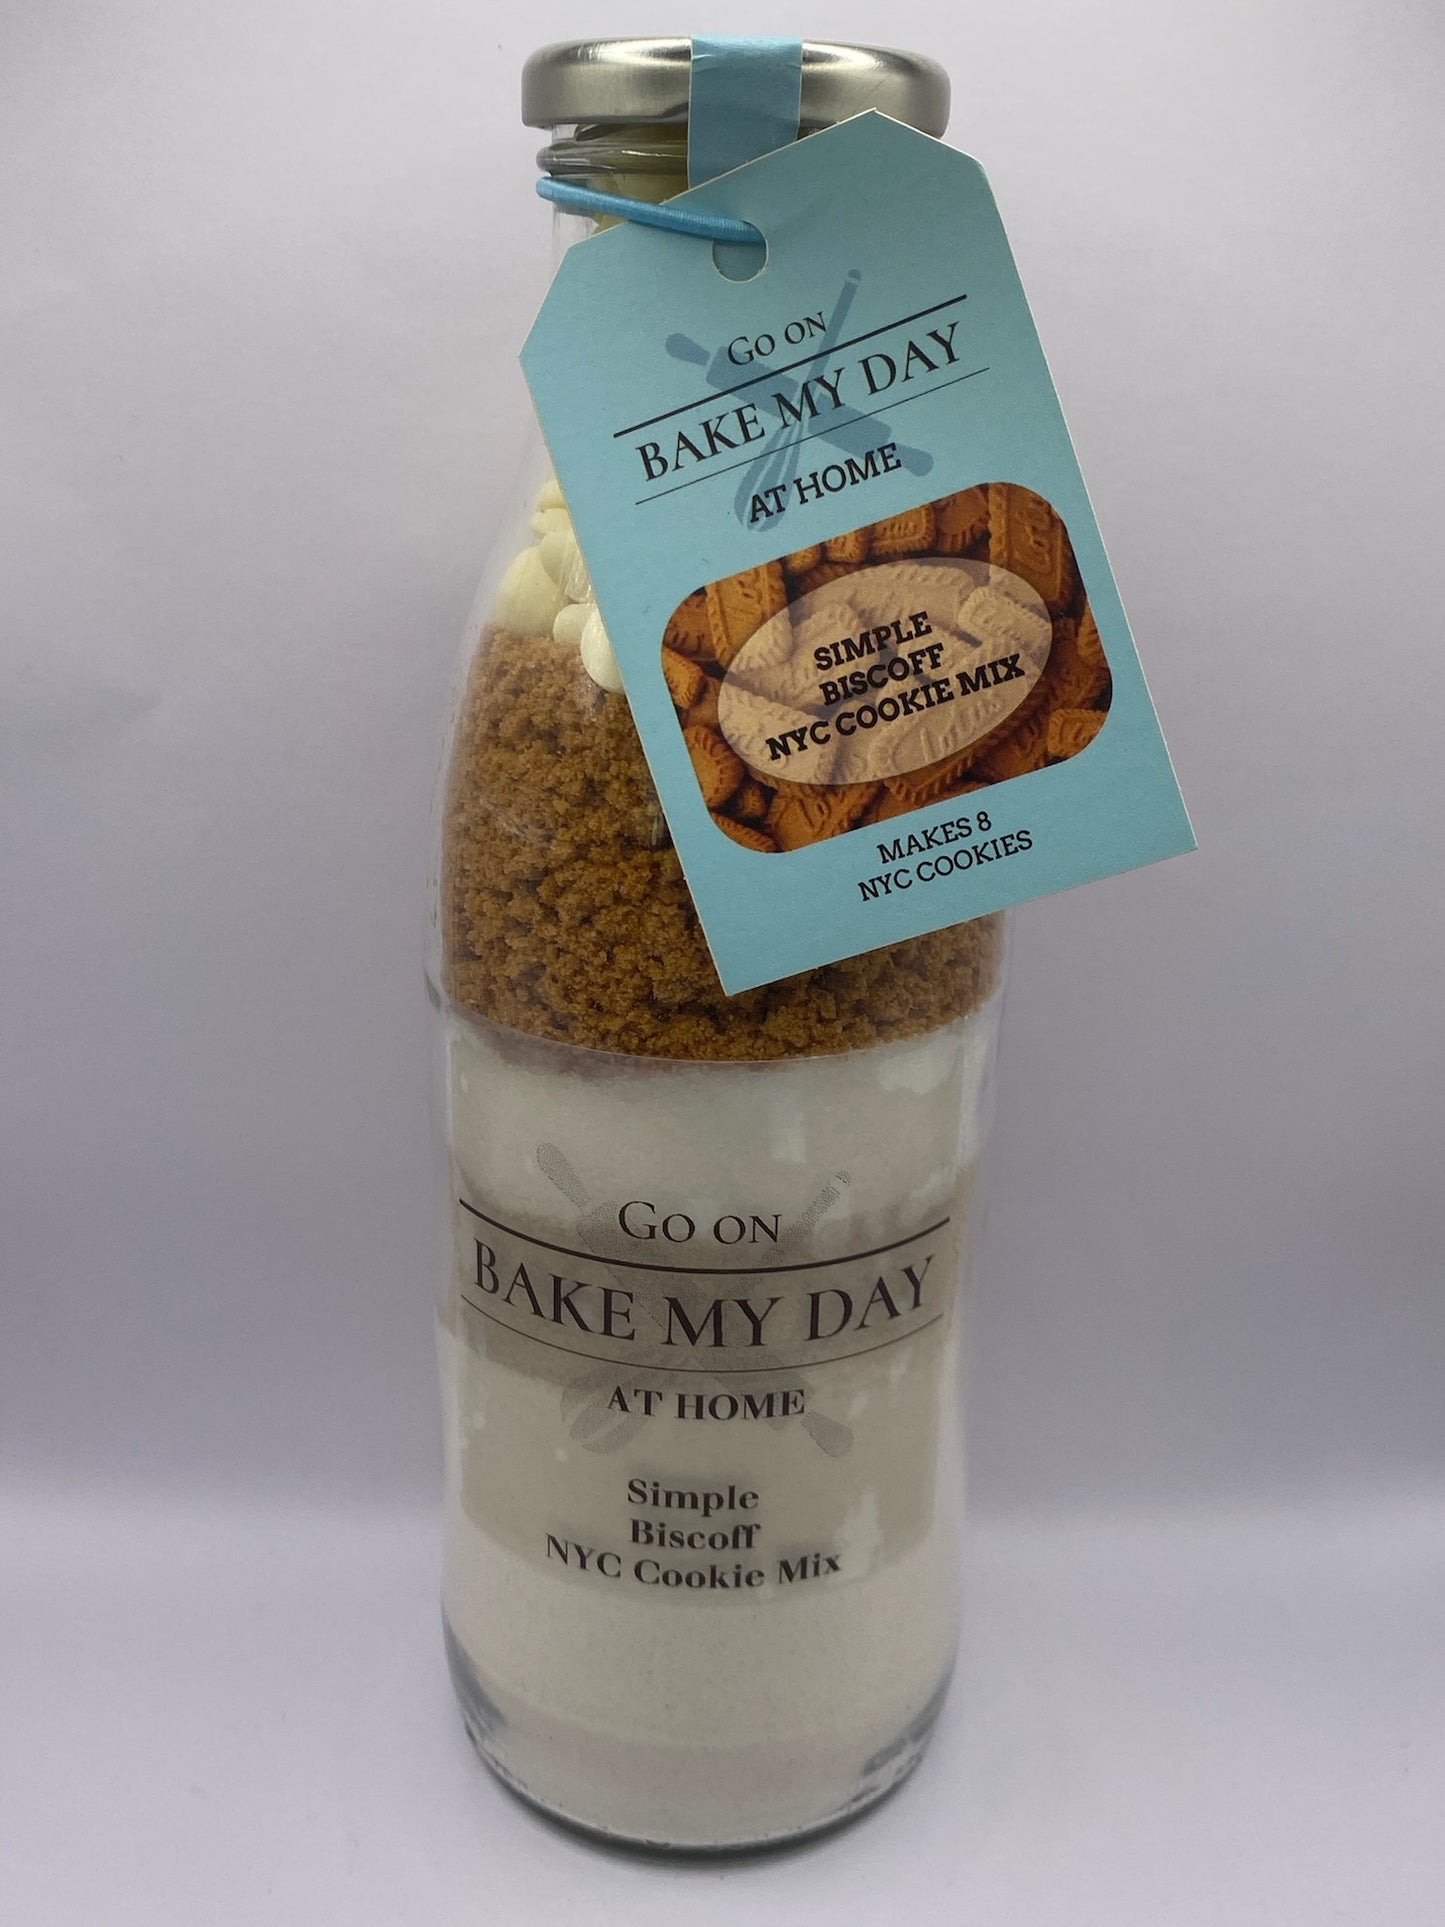 Go on
BAKE MY DAY
AT HOME
SIMPLE
BISCOFF
NYC COOKIE MIX
MAKES 8
NYC COOKIES
Go on
BAKE MY DAY
AT HOME
Simple
Biscoff
NYC Cookie Mix